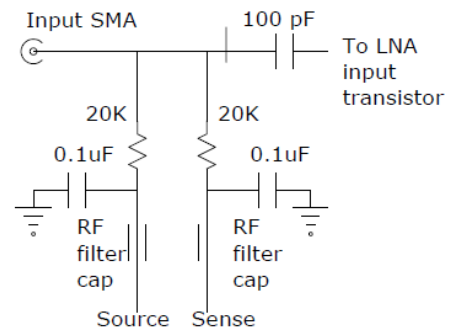 Input SMA
100 pF
To LNA
input
transistor
20K
20K
0.1uF
0.1uF
RF
filter
cap
RF
filter
cap
Source
Sense